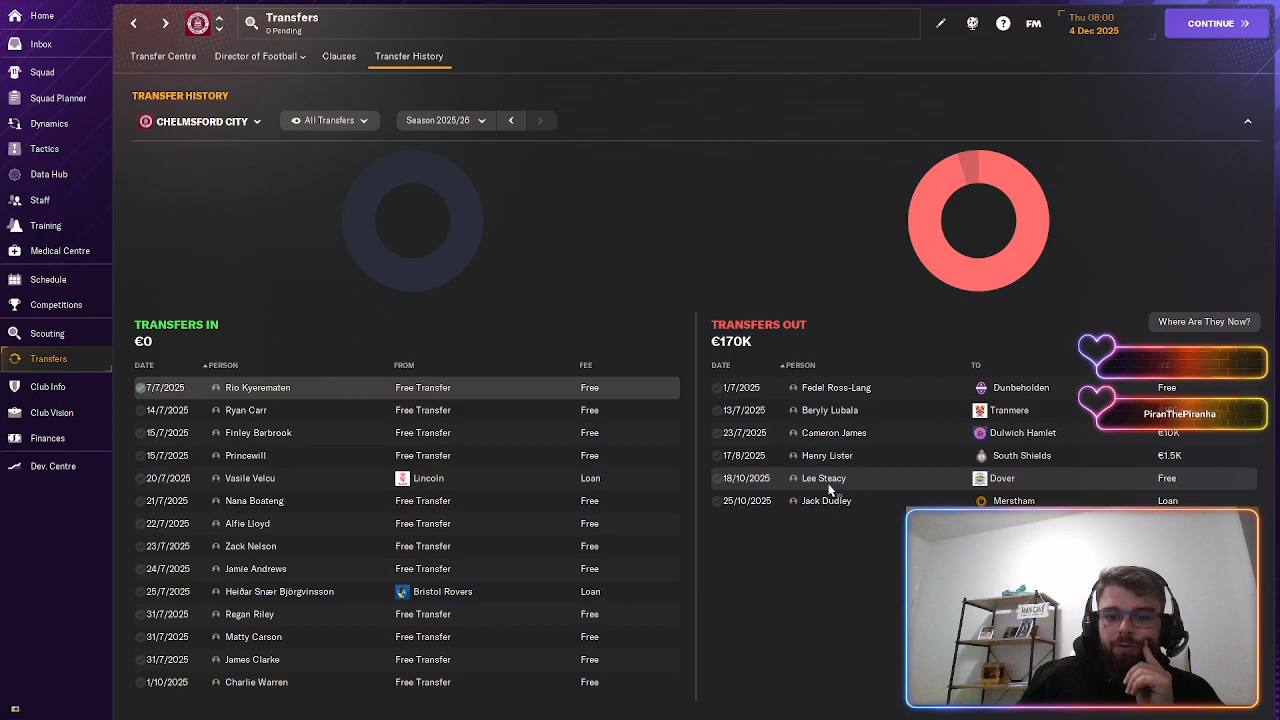 Home
Inbox
Squad
Squad Planner
Dynamics
Tactics
Data Hub
Staff
Training
Medical Centre
Schedule
Competitions
Scouting
Transfers
Club Info
Club Vision
Finances
Dev. Centre
Transfers
0 Pending
FM
Thu 08:00
4 Dec 2025
CONTINUE
Transfer Centre Director of Football Clauses Transfer History
TRANSFER HISTORY
CHELMSFORD CITY All Transfers Season 2025/26
TRANSFERS IN
€0
DATE PERSON FROM FEE
7/7/2025 Rio Kyerematen Free Transfer Free
14/7/2025 Ryan Carr Free Transfer Free
15/7/2025 Finley Barbrook Free Transfer Free
15/7/2025 Princewill Free Transfer Free
20/7/2025 Vasile Velcu Lincoln Loan
21/7/2025 Nana Boateng Free Transfer Free
22/7/2025 Alfie Lloyd Free Transfer Free
23/7/2025 Zack Nelson Free Transfer Free
24/7/2025 Jamie Andrews Free Transfer Free
25/7/2025 Heiðar Snær Björgvinsson Bristol Rovers Loan
31/7/2025 Regan Riley Free Transfer Free
31/7/2025 Matty Carson Free Transfer Free
31/7/2025 James Clarke Free Transfer Free
1/10/2025 Charlie Warren Free Transfer Free
TRANSFERS OUT
€170K
Where Are They Now?
DATE PERSON TO
1/7/2025 Fedel Ross-Lang Dunbeholden Free
13/7/2025 Beryly Lubala Tranmere
23/7/2025 Cameron James Dulwich Hamlet €10K
17/8/2025 Henry Lister South Shields €1.5K
18/10/2025 Lee Steacy Dover Free
25/10/2025 Jack Dudley Merstham Loan
PiranThePiranha
MAN CAVE